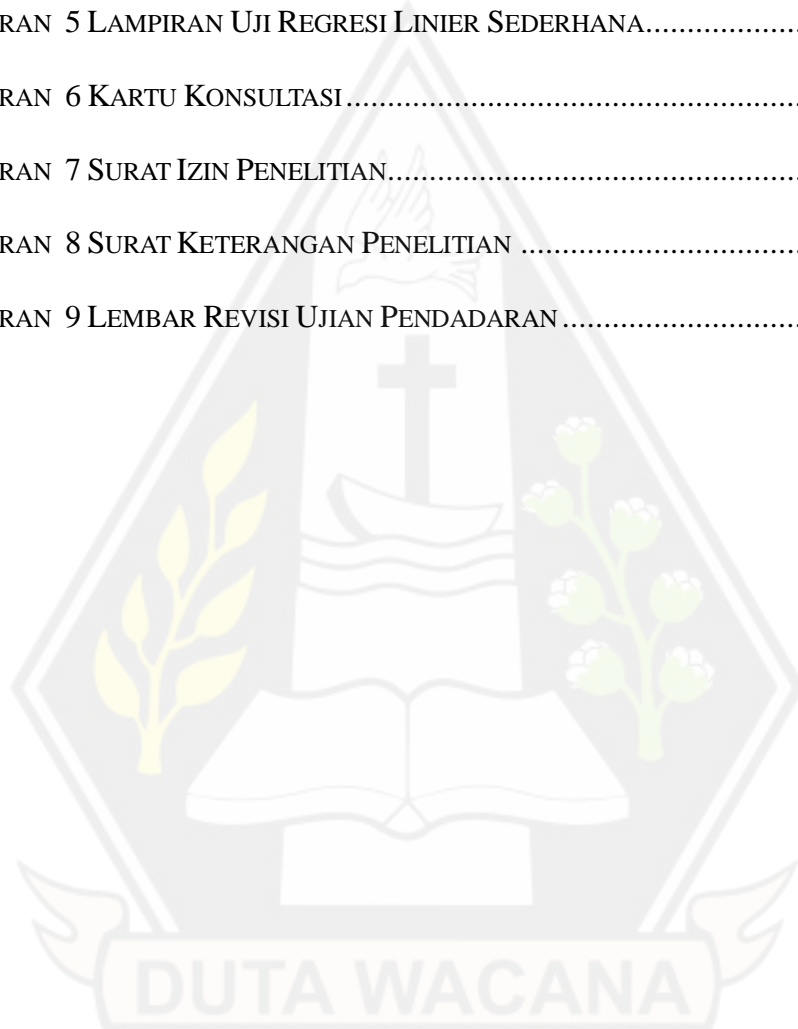 RAN 5 LAMPIRAN UJI REGRESI LINIER SEDERHANA....................
RAN 6 KARTU KONSULTASI....................................................
RAN 7 SURAT IZIN PENELITIAN...............................................
RAN 8 SURAT KETERANGAN PENELITIAN ................................
RAN 9 LEMBAR REVISI UJIAN PENDADARAN...........................
DUTA WACANA